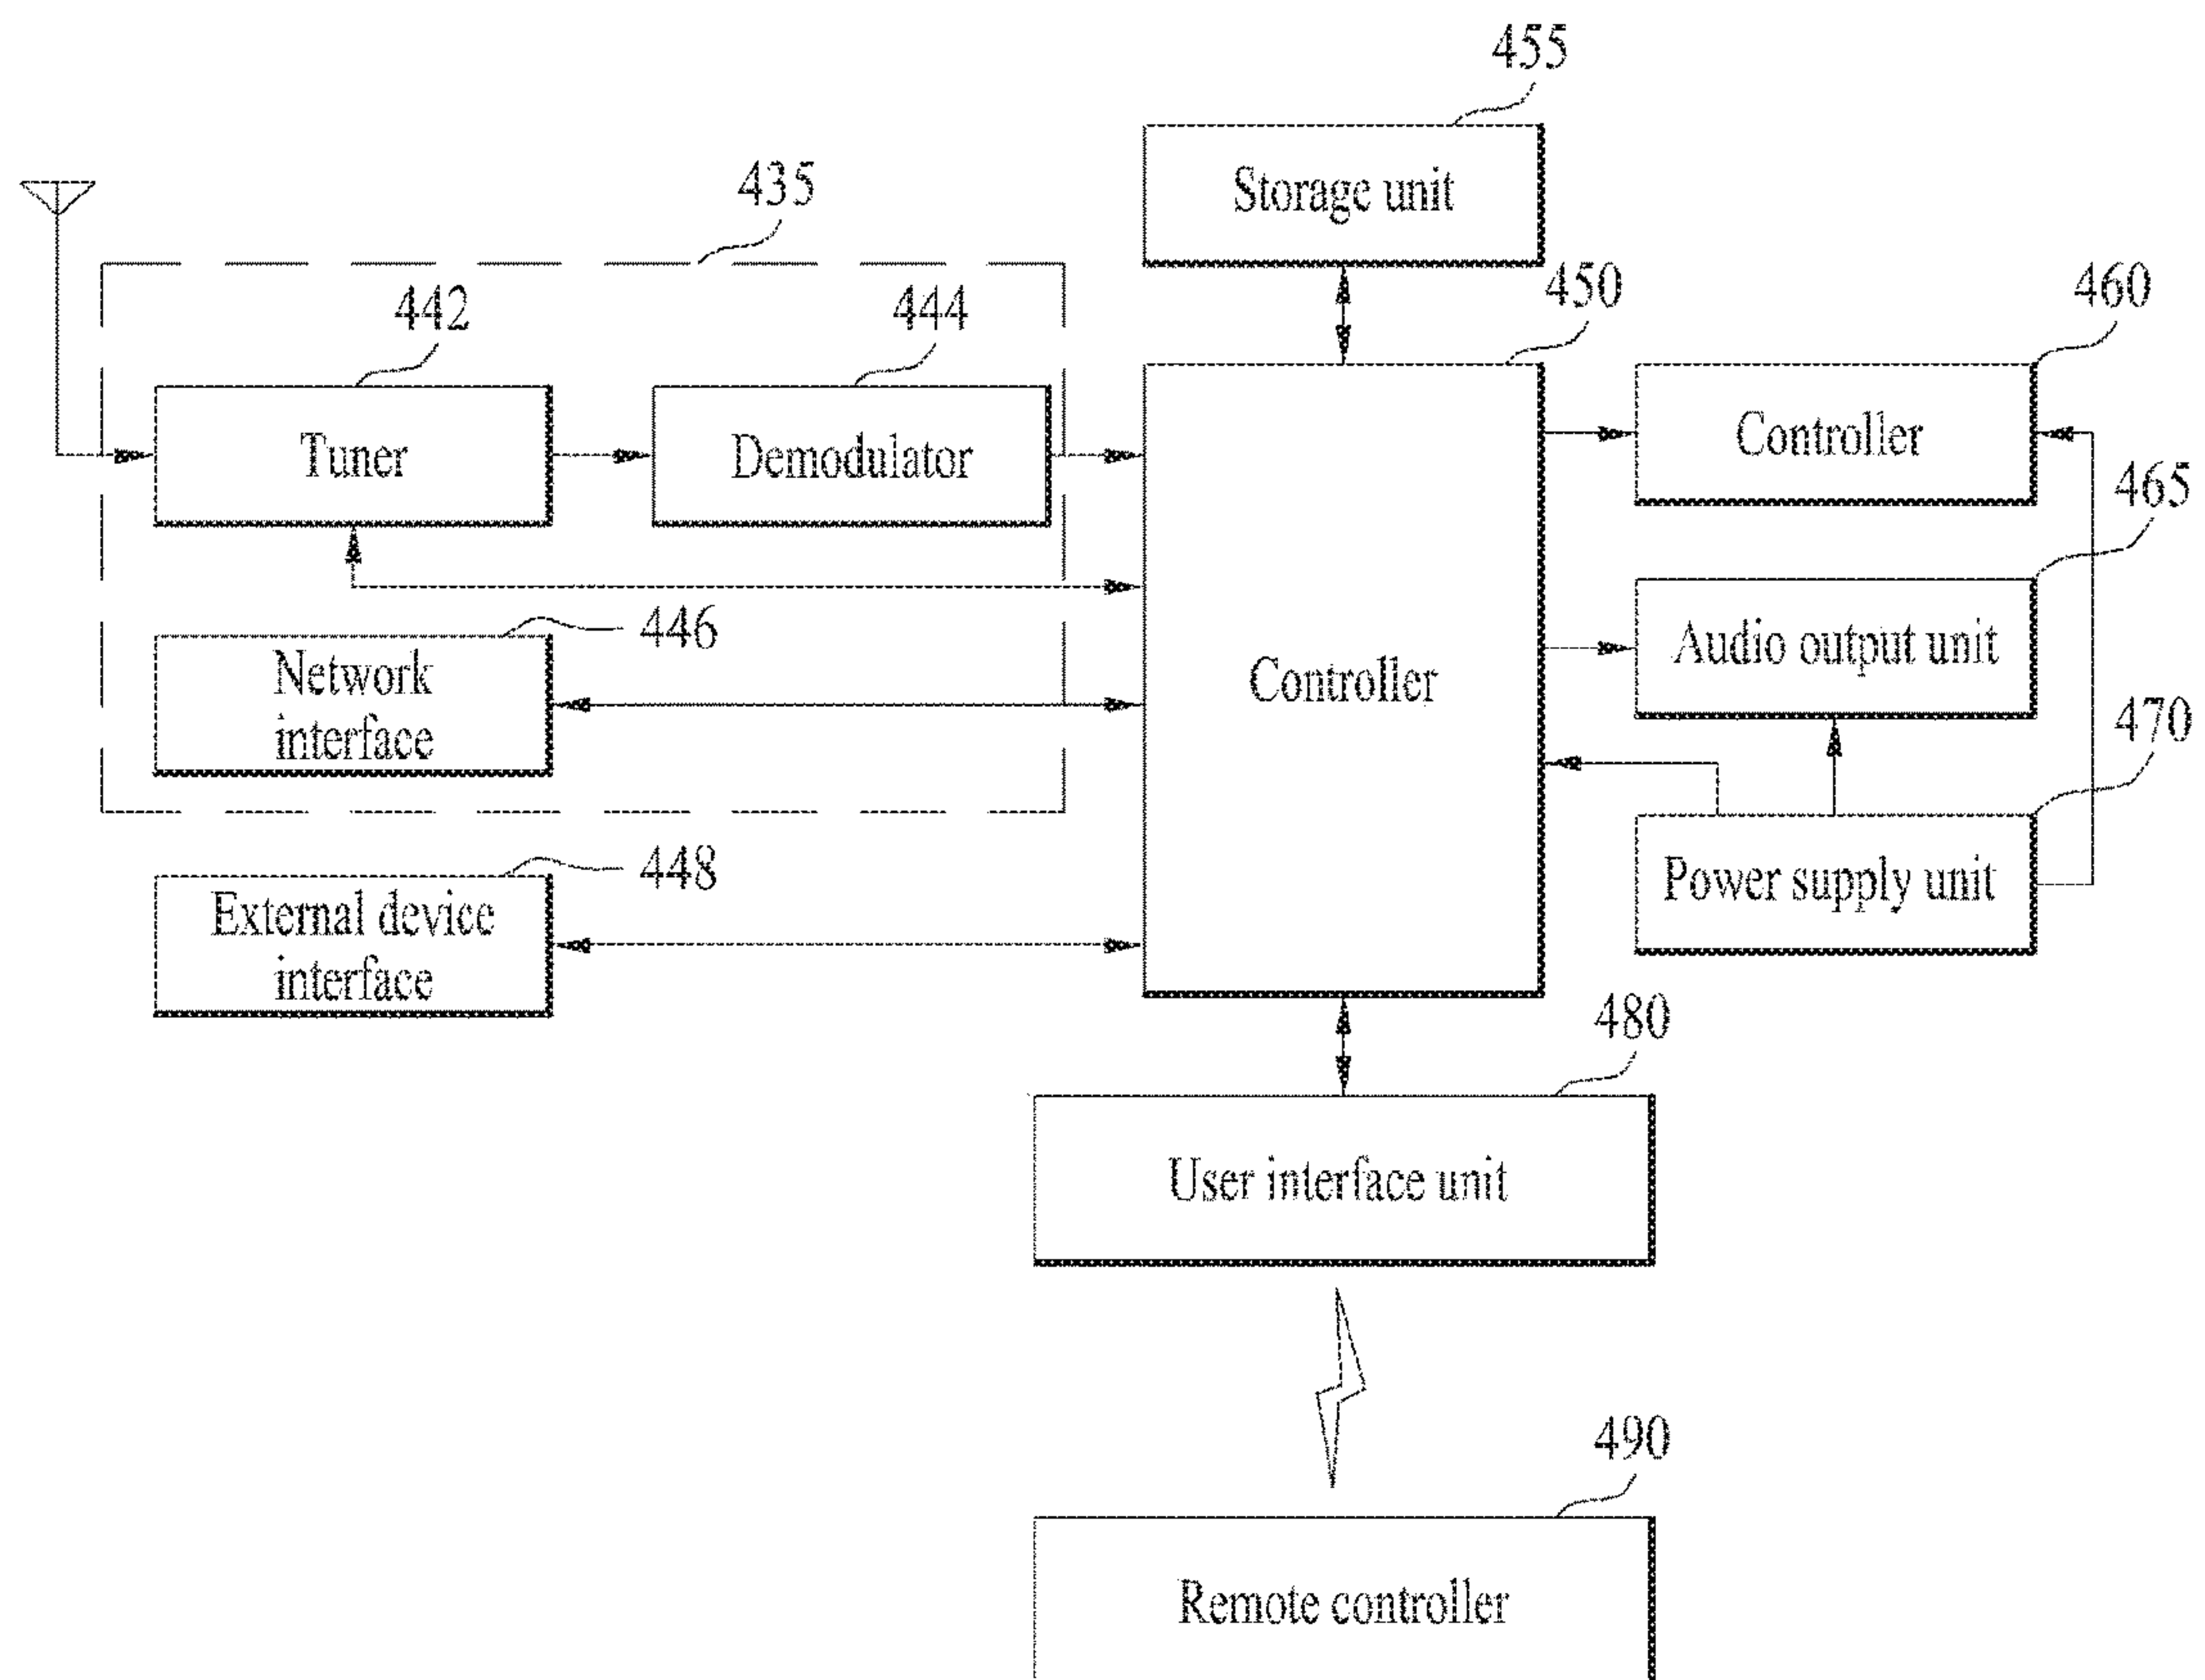 455
Storage unit
435
450
460
442
444
Tuner
Demodulator
Controller
465
446
Network
interface
Controller
Audio output unit
470
448
External device
interface
Power supply unit
480
User interface unit
490
Remote controller